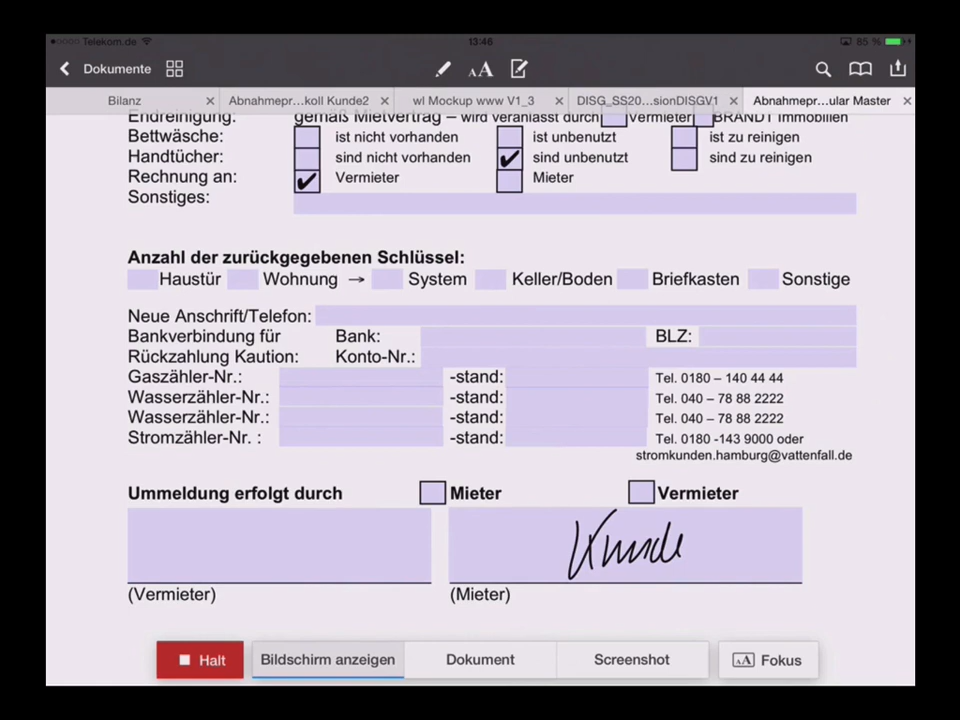 Telekom.de 13:46 85 %
Dokumente AA
Bilanz × Abnahmepr...koll Kunde2 × wl Mockup www V1_3 × DISG_SS20...sionDISGV1 × Abnahmepr...ular Master ×
Endreinigung: gemäß Mietvertrag – wird veranlasst durch Vermieter BRANDT Immobilien
Bettwäsche: ist nicht vorhanden ist unbenutzt ist zu reinigen
Handtücher: sind nicht vorhanden ✔ sind unbenutzt sind zu reinigen
Rechnung an: ✔ Vermieter Mieter
Sonstiges:
Anzahl der zurückgegebenen Schlüssel:
Haustür Wohnung → System Keller/Boden Briefkasten Sonstige
Neue Anschrift/Telefon:
Bankverbindung für Bank: BLZ:
Rückzahlung Kaution: Konto-Nr.:
Gaszähler-Nr.: -stand: Tel. 0180 – 140 44 44
Wasserzähler-Nr.: -stand: Tel. 040 – 78 88 2222
Wasserzähler-Nr.: -stand: Tel. 040 – 78 88 2222
Stromzähler-Nr. : -stand: Tel. 0180 -143 9000 oder
stromkunden.hamburg@vattenfall.de
Ummeldung erfolgt durch Mieter Vermieter
Kunde
(Vermieter) (Mieter)
Halt Bildschirm anzeigen Dokument Screenshot AA Fokus